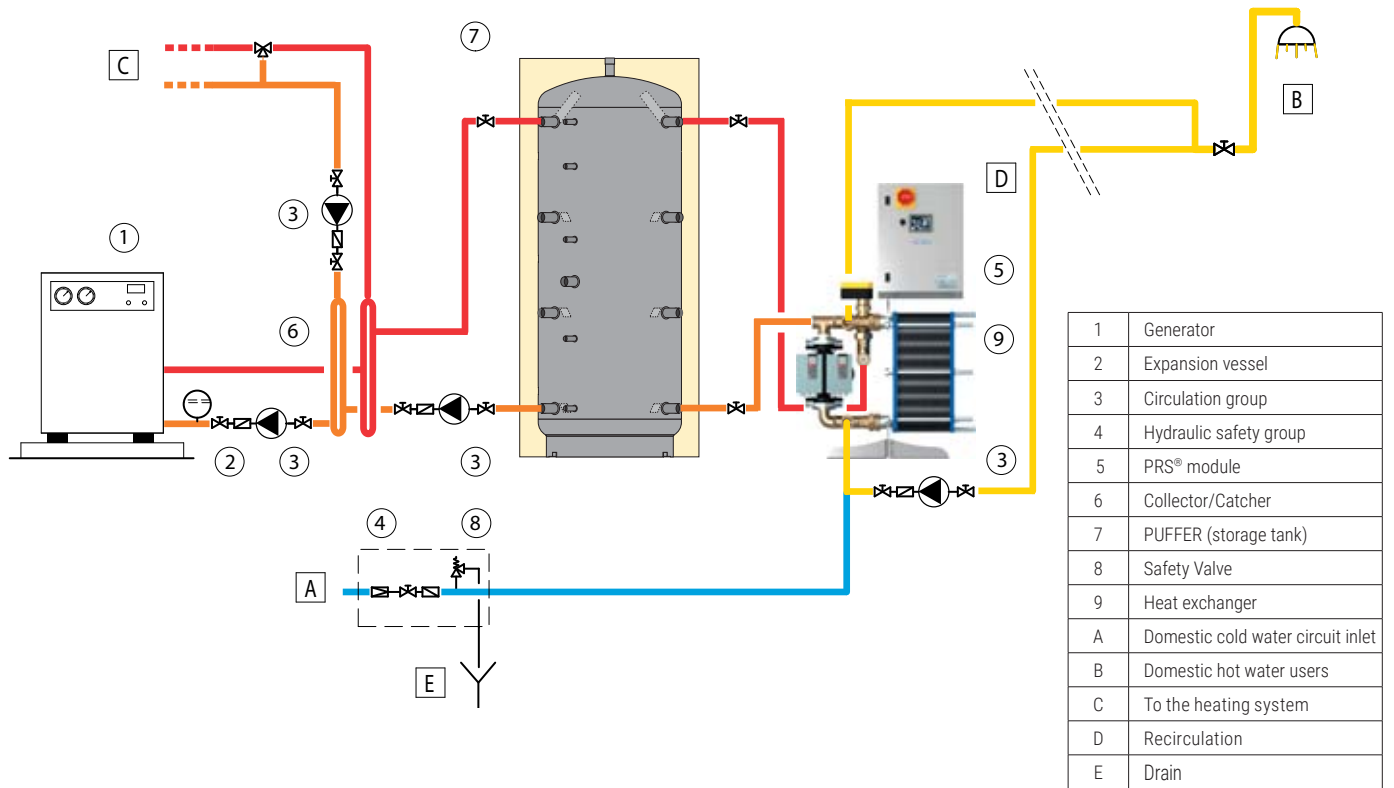 C
7
B
D
3
1
5
6
9
2
3
3
3
4
8
A
E
1 Generator
2 Expansion vessel
3 Circulation group
4 Hydraulic safety group
5 PRS® module
6 Collector/Catcher
7 PUFFER (storage tank)
8 Safety Valve
9 Heat exchanger
A Domestic cold water circuit inlet
B Domestic hot water users
C To the heating system
D Recirculation
E Drain